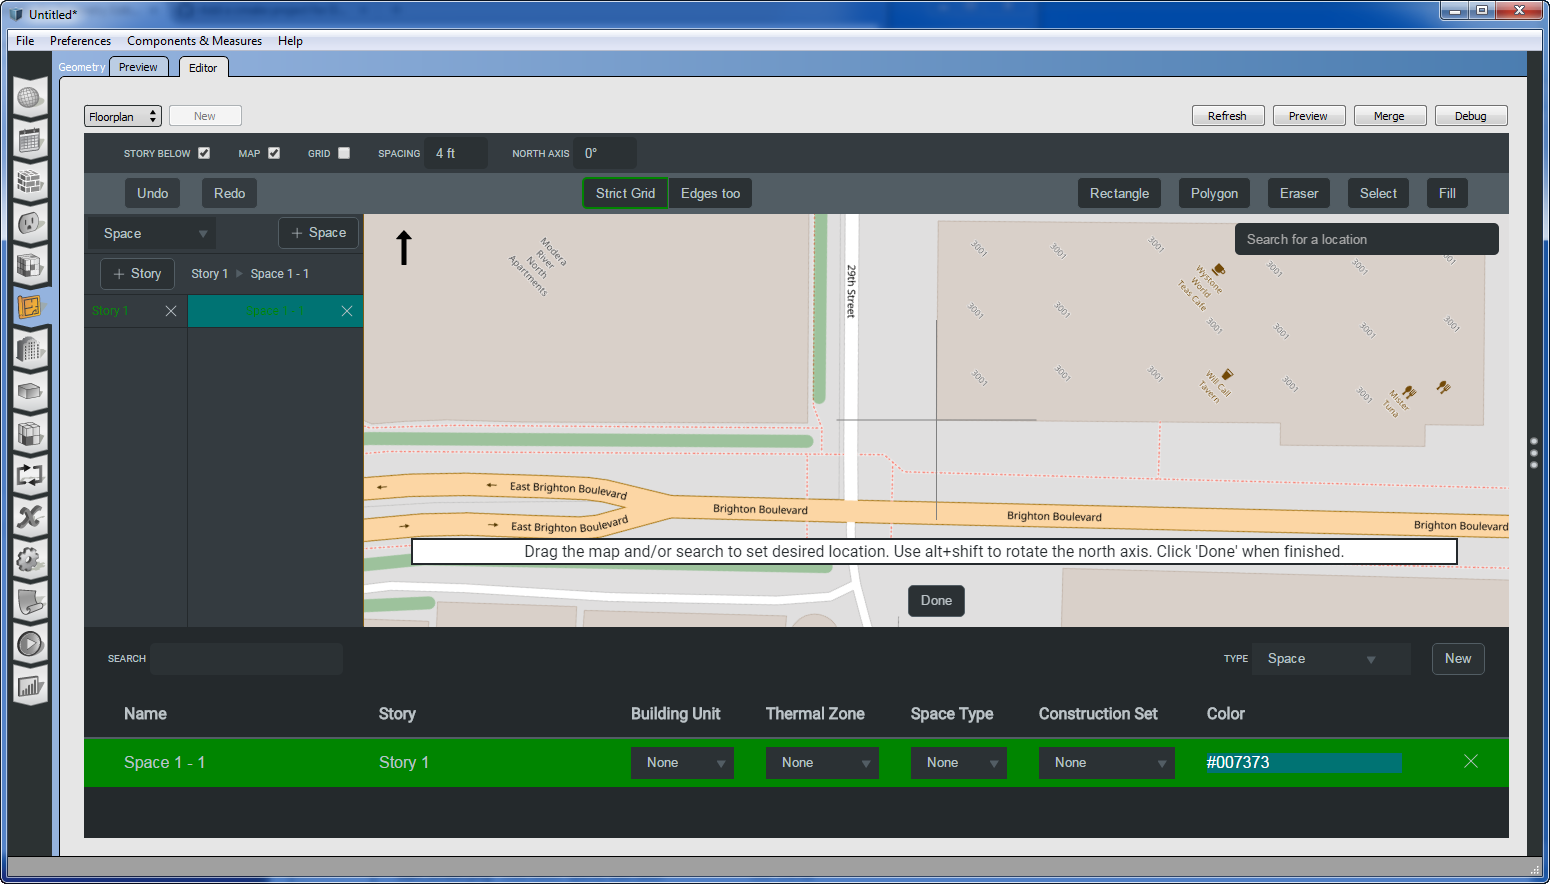 Untitled*
File Preferences Components & Measures Help
Geometry Preview Editor
Floorplan New Refresh Preview Merge Debug
STORY BELOW MAP GRID SPACING 4 ft NORTH AXIS 0°
Undo Redo Strict Grid Edges too Rectangle Polygon Eraser Select Fill
Space + Space
+ Story Story 1 Space 1 - 1
Story 1 Space 1 - 1
Search for a location
Modera
River
North
Apartments
29th Street
3001 3001 3001 3001 3001 3001
Wystone
World
Teas Cafe
3001 3001 3001 3001 3001 3001
3001 3001 3001 3001 3001
Will Call
Tavern
Mister
Tuna
East Brighton Boulevard
East Brighton Boulevard
Brighton Boulevard
Brighton Boulevard
Brighton Boulevard
Drag the map and/or search to set desired location. Use alt+shift to rotate the north axis. Click 'Done' when finished.
Done
SEARCH TYPE Space New
Name Story Building Unit Thermal Zone Space Type Construction Set Color
Space 1 - 1 Story 1 None None None None #007373